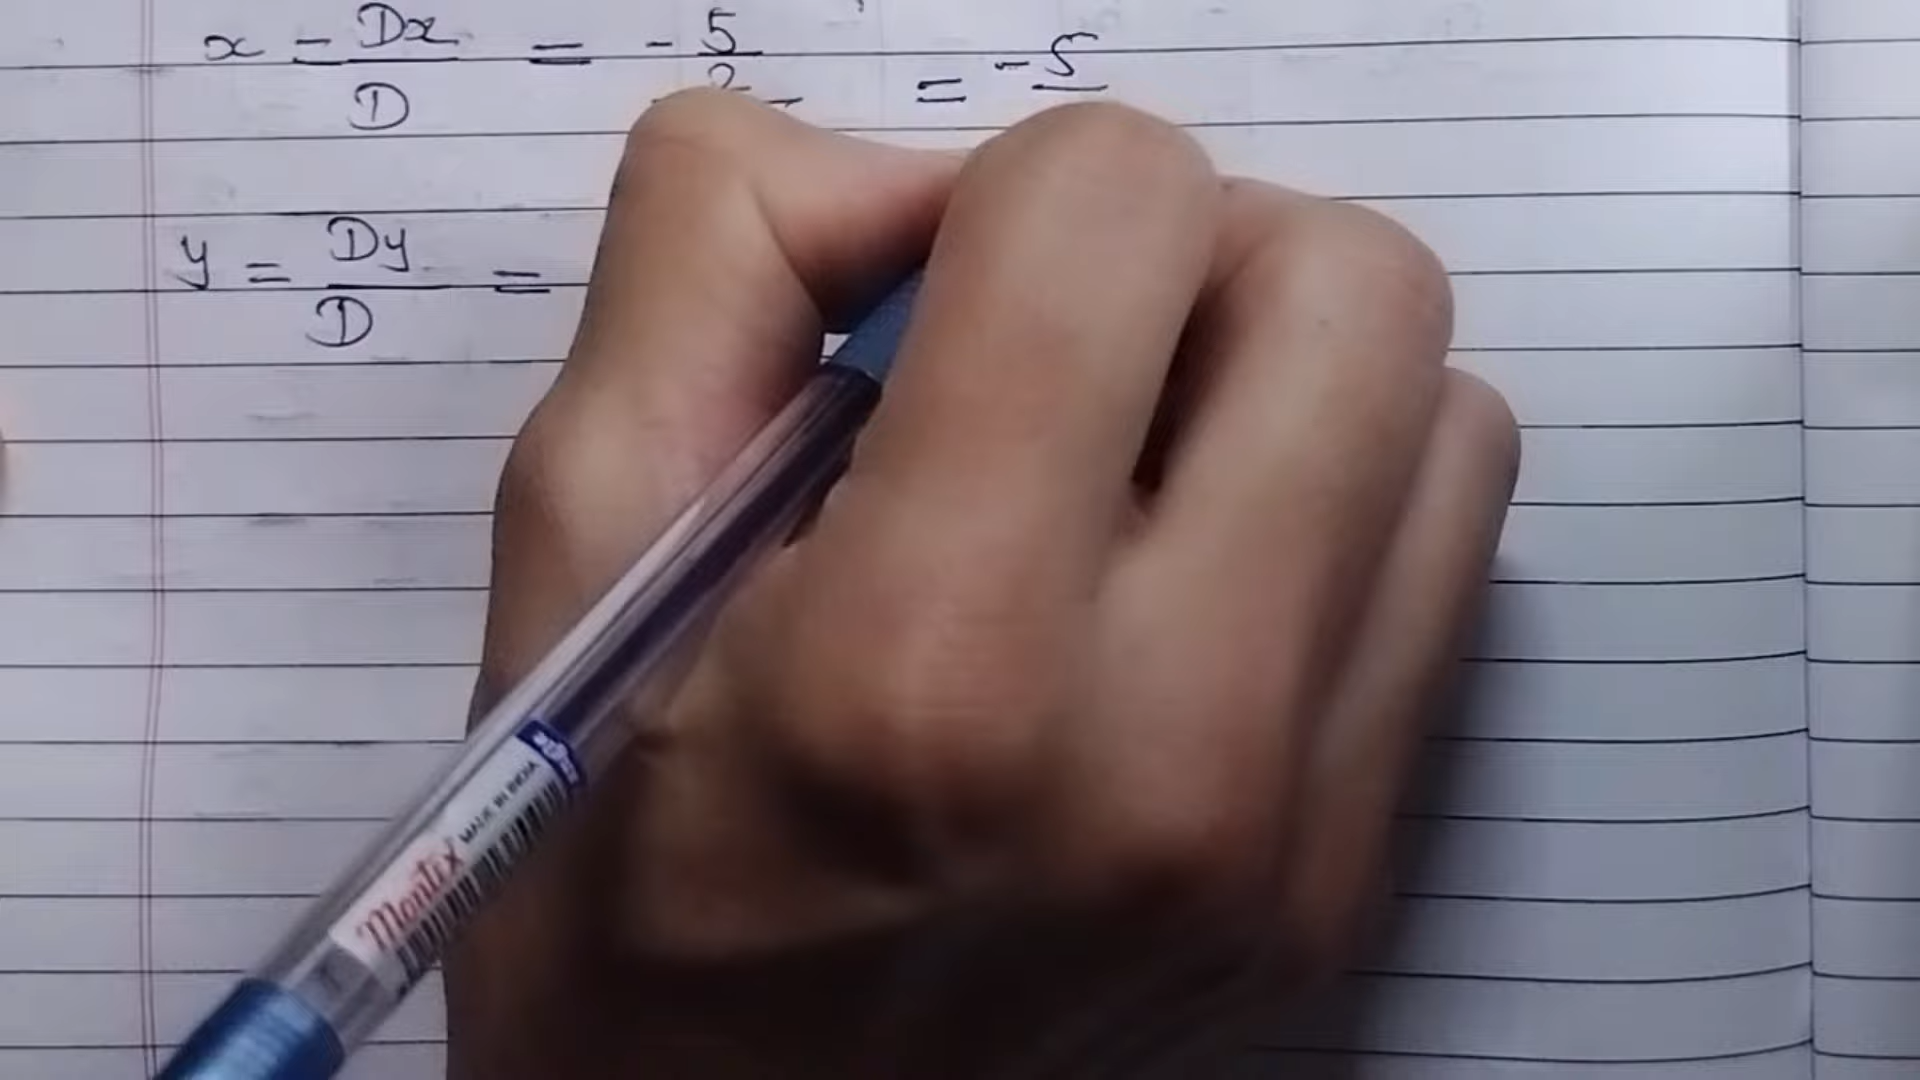 x = Dx / D = - 5 / 2 = -5
y = Dy / D =
MADE IN INDIA
Montex